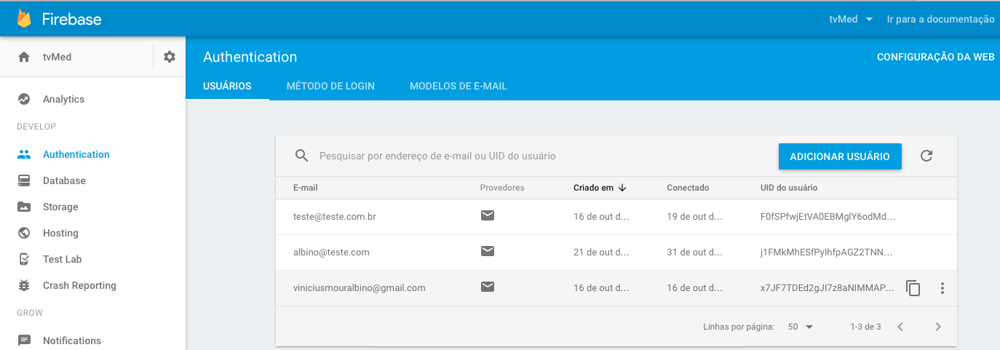 Firebase
tvMed Ir para a documentação
tvMed
Authentication
CONFIGURAÇÃO DA WEB
USUÁRIOS MÉTODO DE LOGIN MODELOS DE E-MAIL
Analytics
DEVELOP
Authentication
Database
Storage
Hosting
Test Lab
Crash Reporting
GROW
Notifications
Pesquisar por endereço de e-mail ou UID do usuário
ADICIONAR USUÁRIO
E-mail Provedores Criado em Conectado UID do usuário
teste@teste.com.br 16 de out d... 19 de out d... F0fSPfwjEtVA0EBMglY6odMd...
albino@teste.com 21 de out d... 31 de out d... j1FMkMhESfPyIhfpAGZ2TNN...
viniciusmouralbino@gmail.com 16 de out d... 16 de out d... x7JF7TDEd2gJI7z8aNIMMAP...
Linhas por página: 50 1-3 de 3